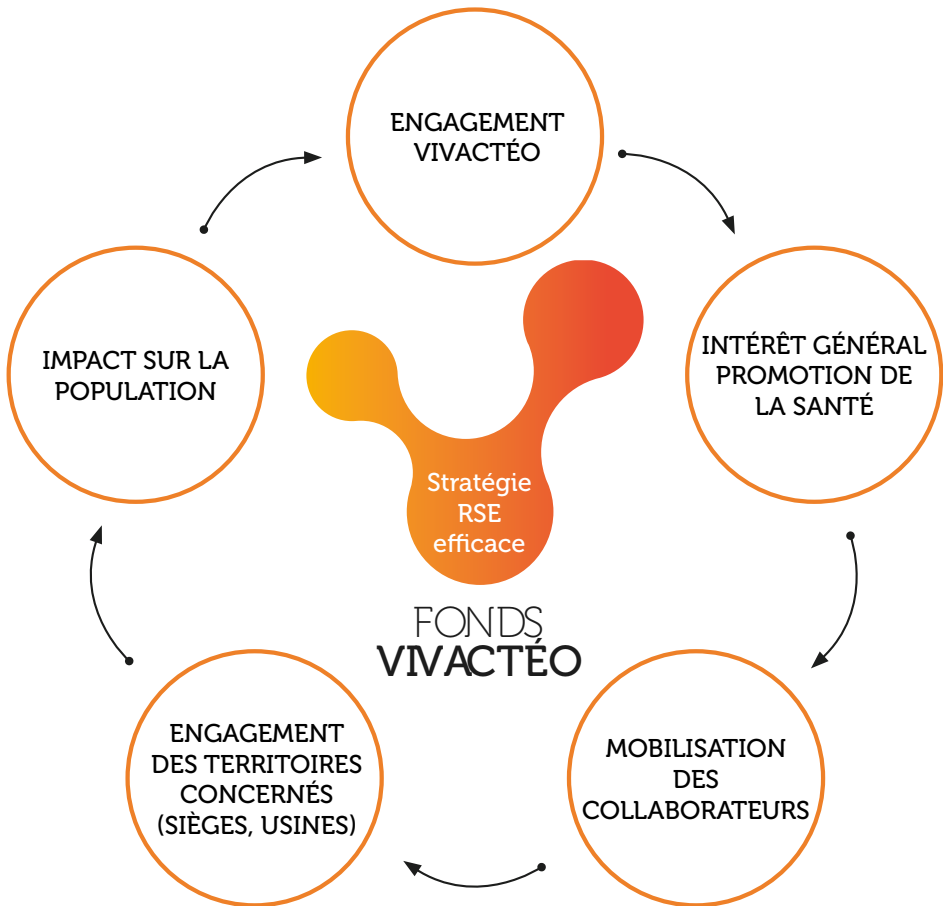 ENGAGEMENT
VIVACTÉO
INTÉRÊT GÉNÉRAL
PROMOTION DE
LA SANTÉ
MOBILISATION
DES
COLLABORATEURS
ENGAGEMENT
DES TERRITOIRES
CONCERNÉS
(SIÈGES, USINES)
IMPACT SUR LA
POPULATION
Stratégie
RSE
efficace
FONDS
VIVACTÉO